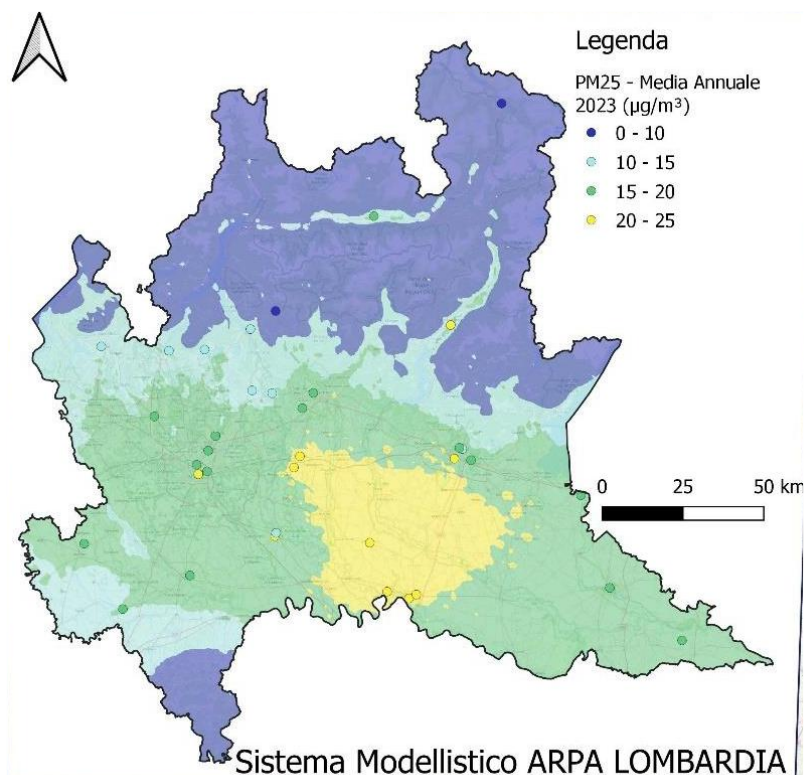 Legenda
PM25 - Media Annuale
2023 (µg/m³)
0 - 10
10 - 15
15 - 20
20 - 25
0 25 50 km
Sistema Modellistico ARPA LOMBARDIA